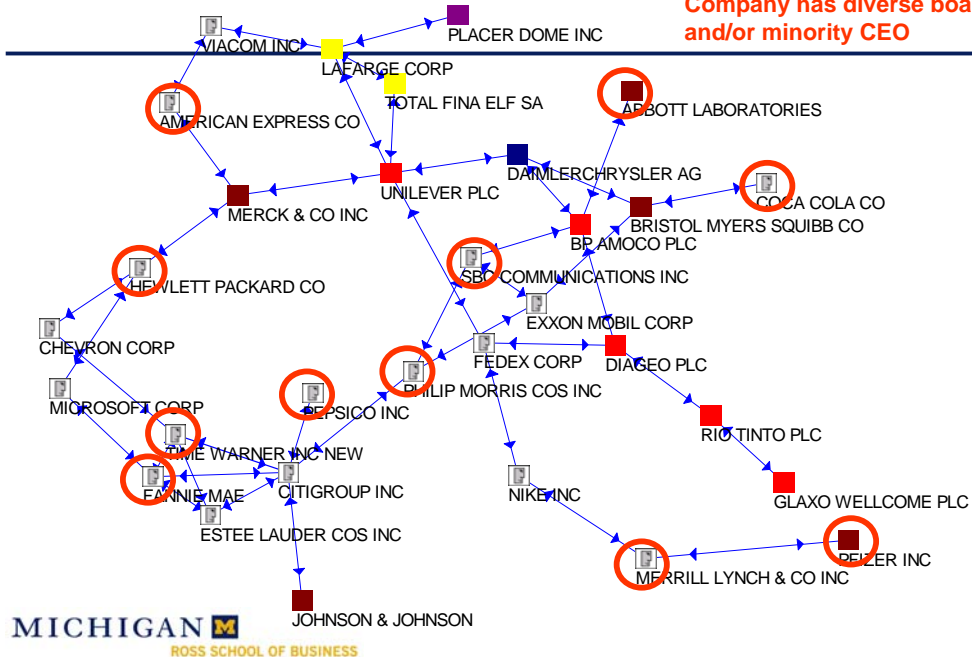 Company has diverse boa
and/or minority CEO
PLACER DOME INC
VIACOM INC
LAFARGE CORP
TOTAL FINA ELF SA
ABBOTT LABORATORIES
AMERICAN EXPRESS CO
DAIMLERCHRYSLER AG
UNILEVER PLC
COCA COLA CO
MERCK & CO INC
BRISTOL MYERS SQUIBB CO
BP AMOCO PLC
SBC COMMUNICATIONS INC
HEWLETT PACKARD CO
EXXON MOBIL CORP
CHEVRON CORP
FEDEX CORP
DIAGEO PLC
PHILIP MORRIS COS INC
MICROSOFT CORP
PEPSICO INC
RIO TINTO PLC
TIME WARNER INC NEW
FANNIE MAE
CITIGROUP INC
NIKE INC
GLAXO WELLCOME PLC
ESTEE LAUDER COS INC
PFIZER INC
MERRILL LYNCH & CO INC
JOHNSON & JOHNSON
MICHIGAN M
ROSS SCHOOL OF BUSINESS